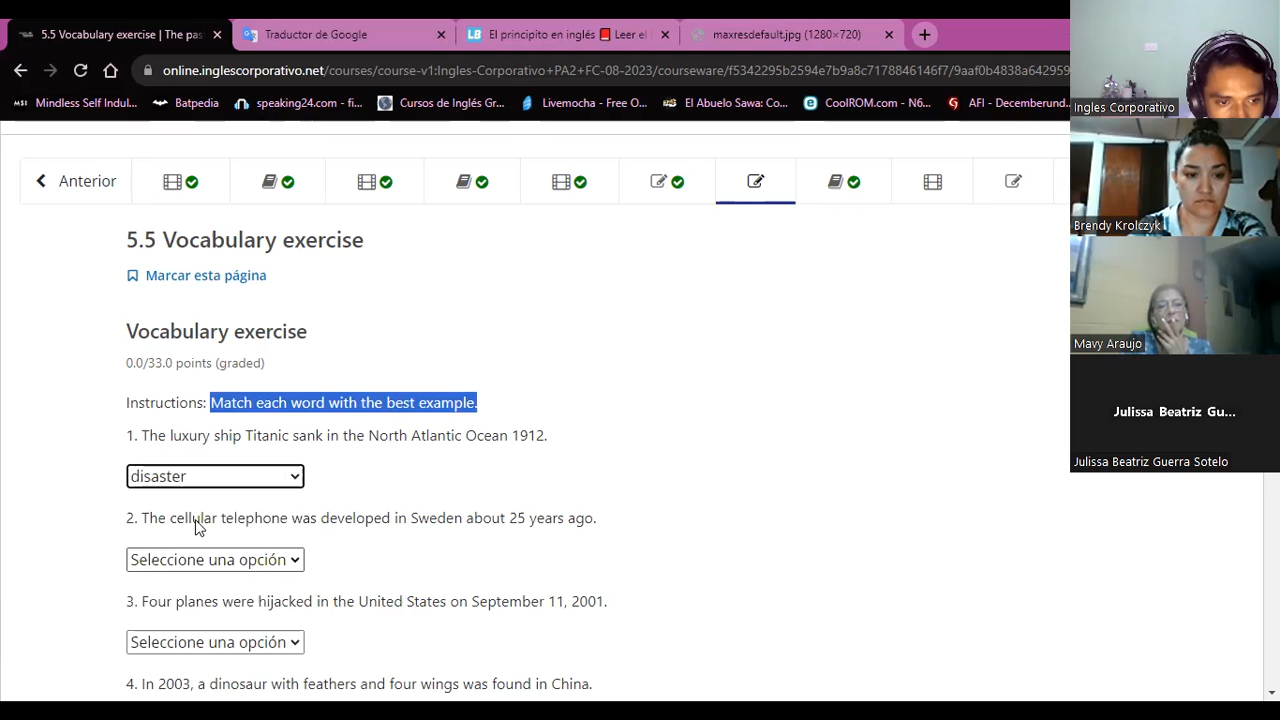 5.5 Vocabulary exercise | The pas
Traductor de Google
El principito en inglés 📕 Leer el
maxresdefault.jpg (1280×720)
online.inglescorporativo.net/courses/course-v1:Ingles-Corporativo+PA2+FC-08-2023/courseware/f5342295b2594e7b9a8c7178846146f7/9aaf0b4838a642959
Mindless Self Indul...
Batpedia
speaking24.com - fi...
Cursos de Inglés Gr...
Livemocha - Free O...
El Abuelo Sawa: Co...
CoolROM.com - N6...
AFI - Decemberund...
Anterior
5.5 Vocabulary exercise
Marcar esta página
Vocabulary exercise
0.0/33.0 points (graded)
Instructions: Match each word with the best example.
1. The luxury ship Titanic sank in the North Atlantic Ocean 1912.
disaster
2. The cellular telephone was developed in Sweden about 25 years ago.
Seleccione una opción
3. Four planes were hijacked in the United States on September 11, 2001.
Seleccione una opción
4. In 2003, a dinosaur with feathers and four wings was found in China.
Ingles Corporativo
Brendy Krolczyk
Mavy Araujo
Julissa Beatriz Gu...
Julissa Beatriz Guerra Sotelo